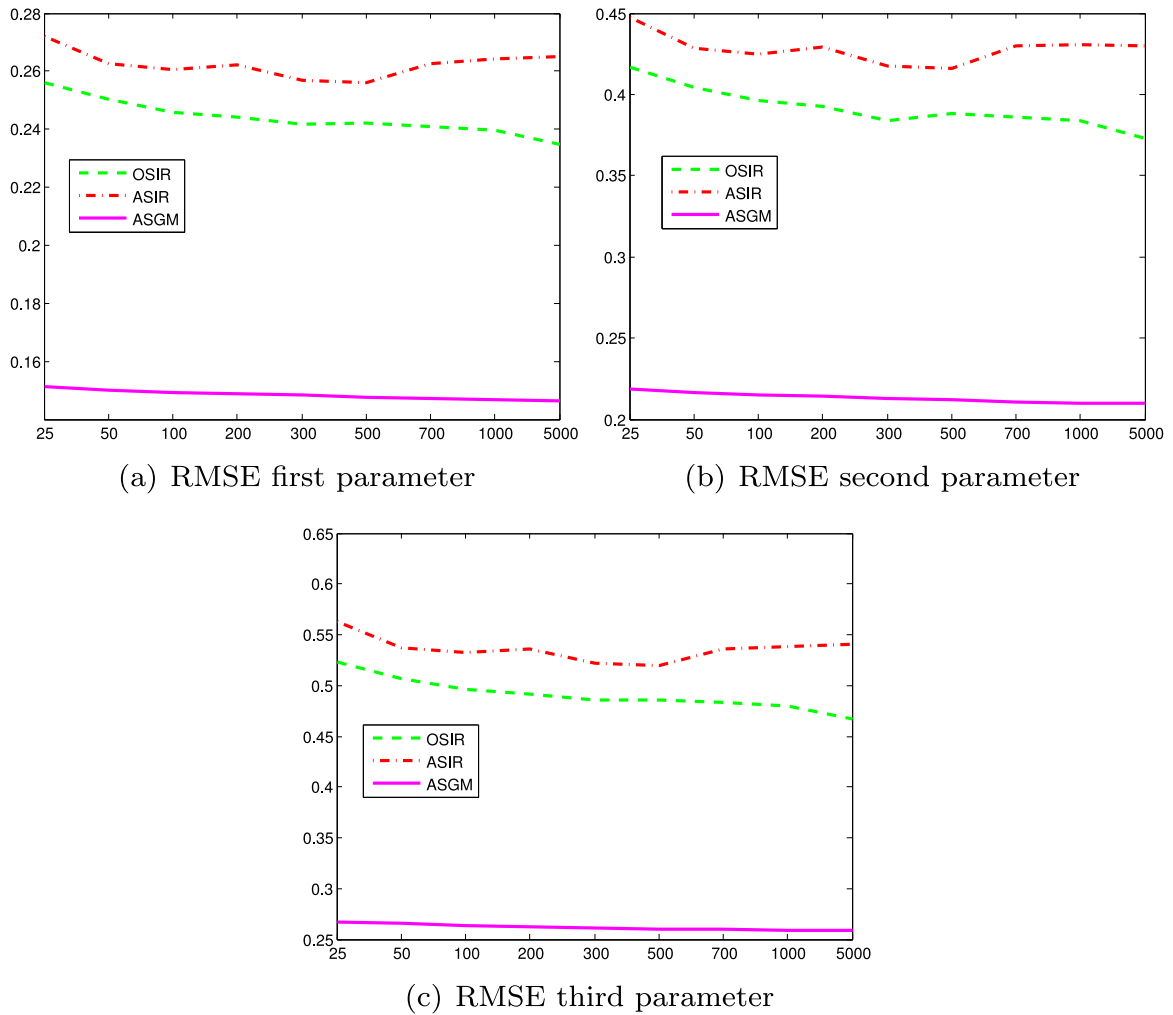 0.28
0.26
0.24
0.22
0.2
0.18
0.16
OSIR
ASIR
ASGM
25 50 100 200 300 500 700 1000 5000
(a) RMSE first parameter
0.45
0.4
0.35
0.3
0.25
0.2
OSIR
ASIR
ASGM
25 50 100 200 300 500 700 1000 5000
(b) RMSE second parameter
0.65
0.6
0.55
0.5
0.45
0.4
0.35
0.3
0.25
OSIR
ASIR
ASGM
25 50 100 200 300 500 700 1000 5000
(c) RMSE third parameter